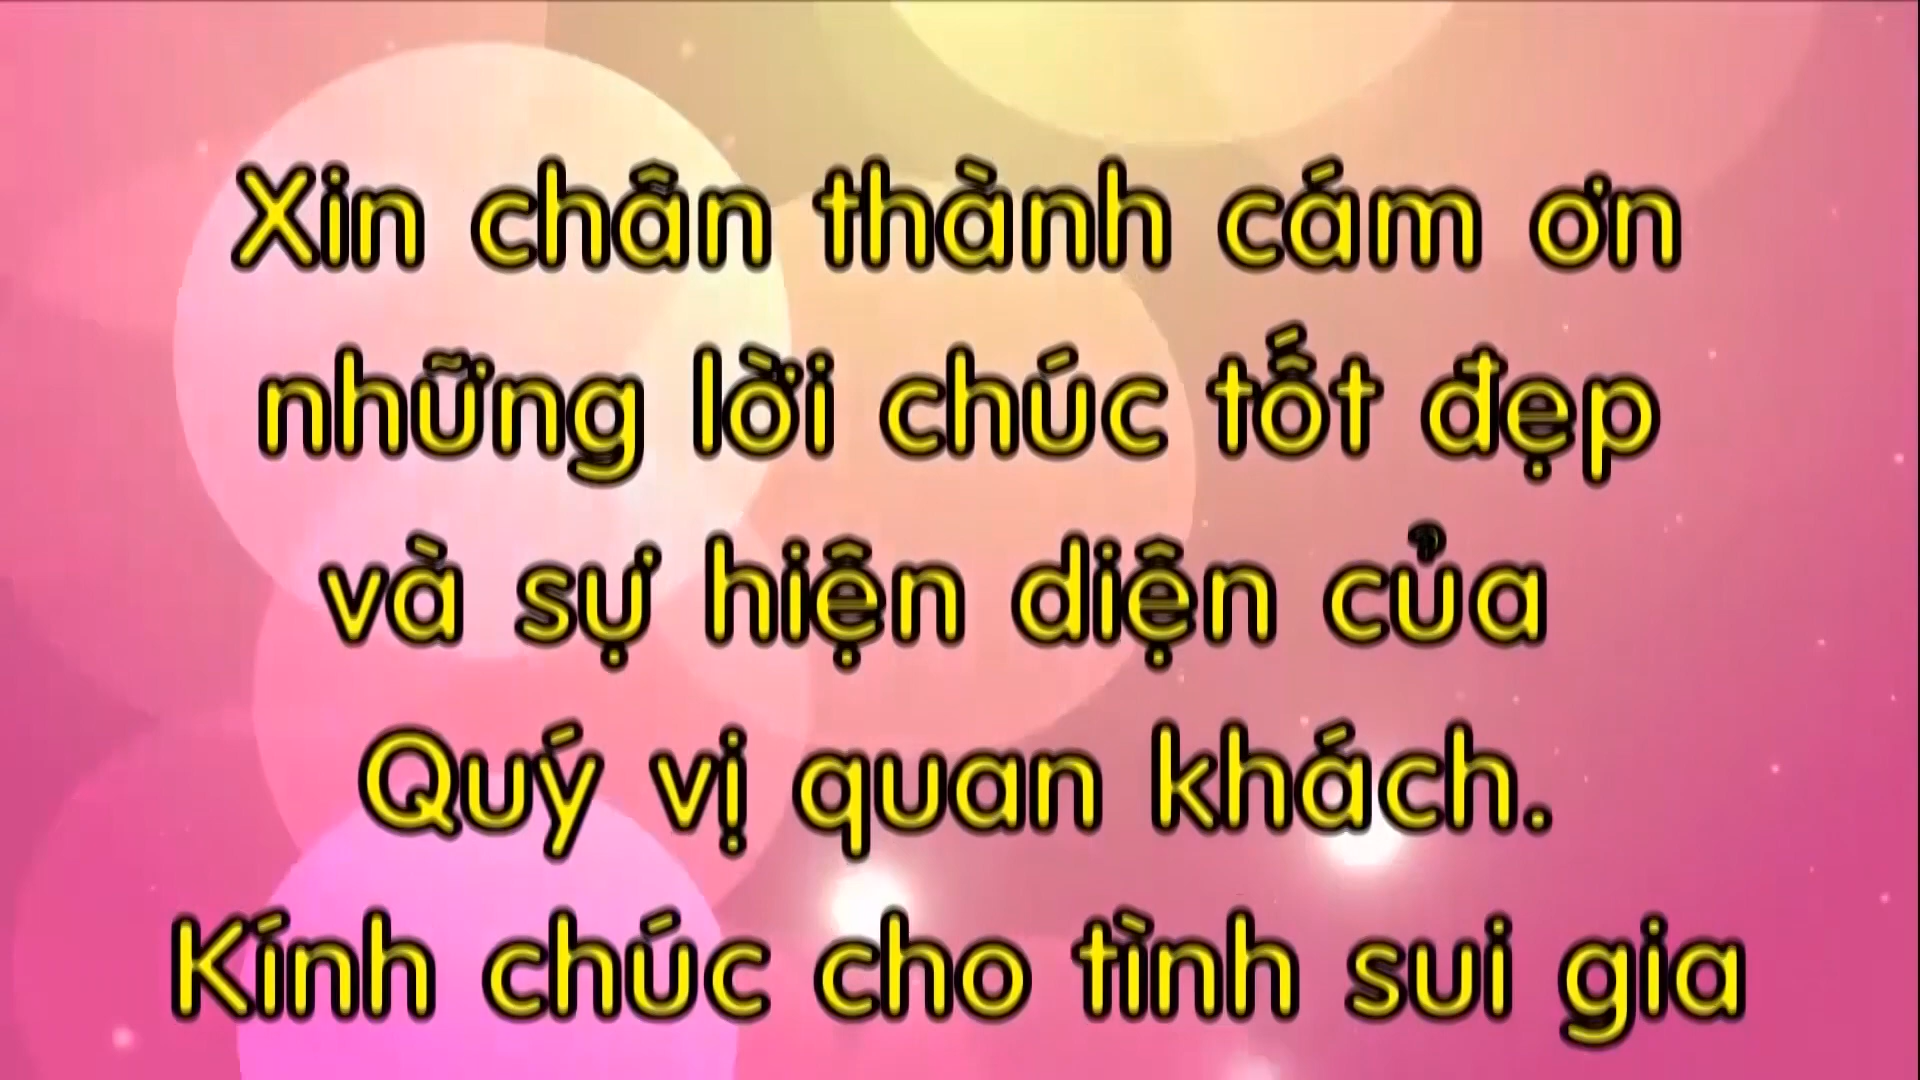 Xin chân thành cám ơn
những lời chúc tốt đẹp
và sự hiện diện của
Quý vị quan khách.
Kính chúc cho tình sui gia